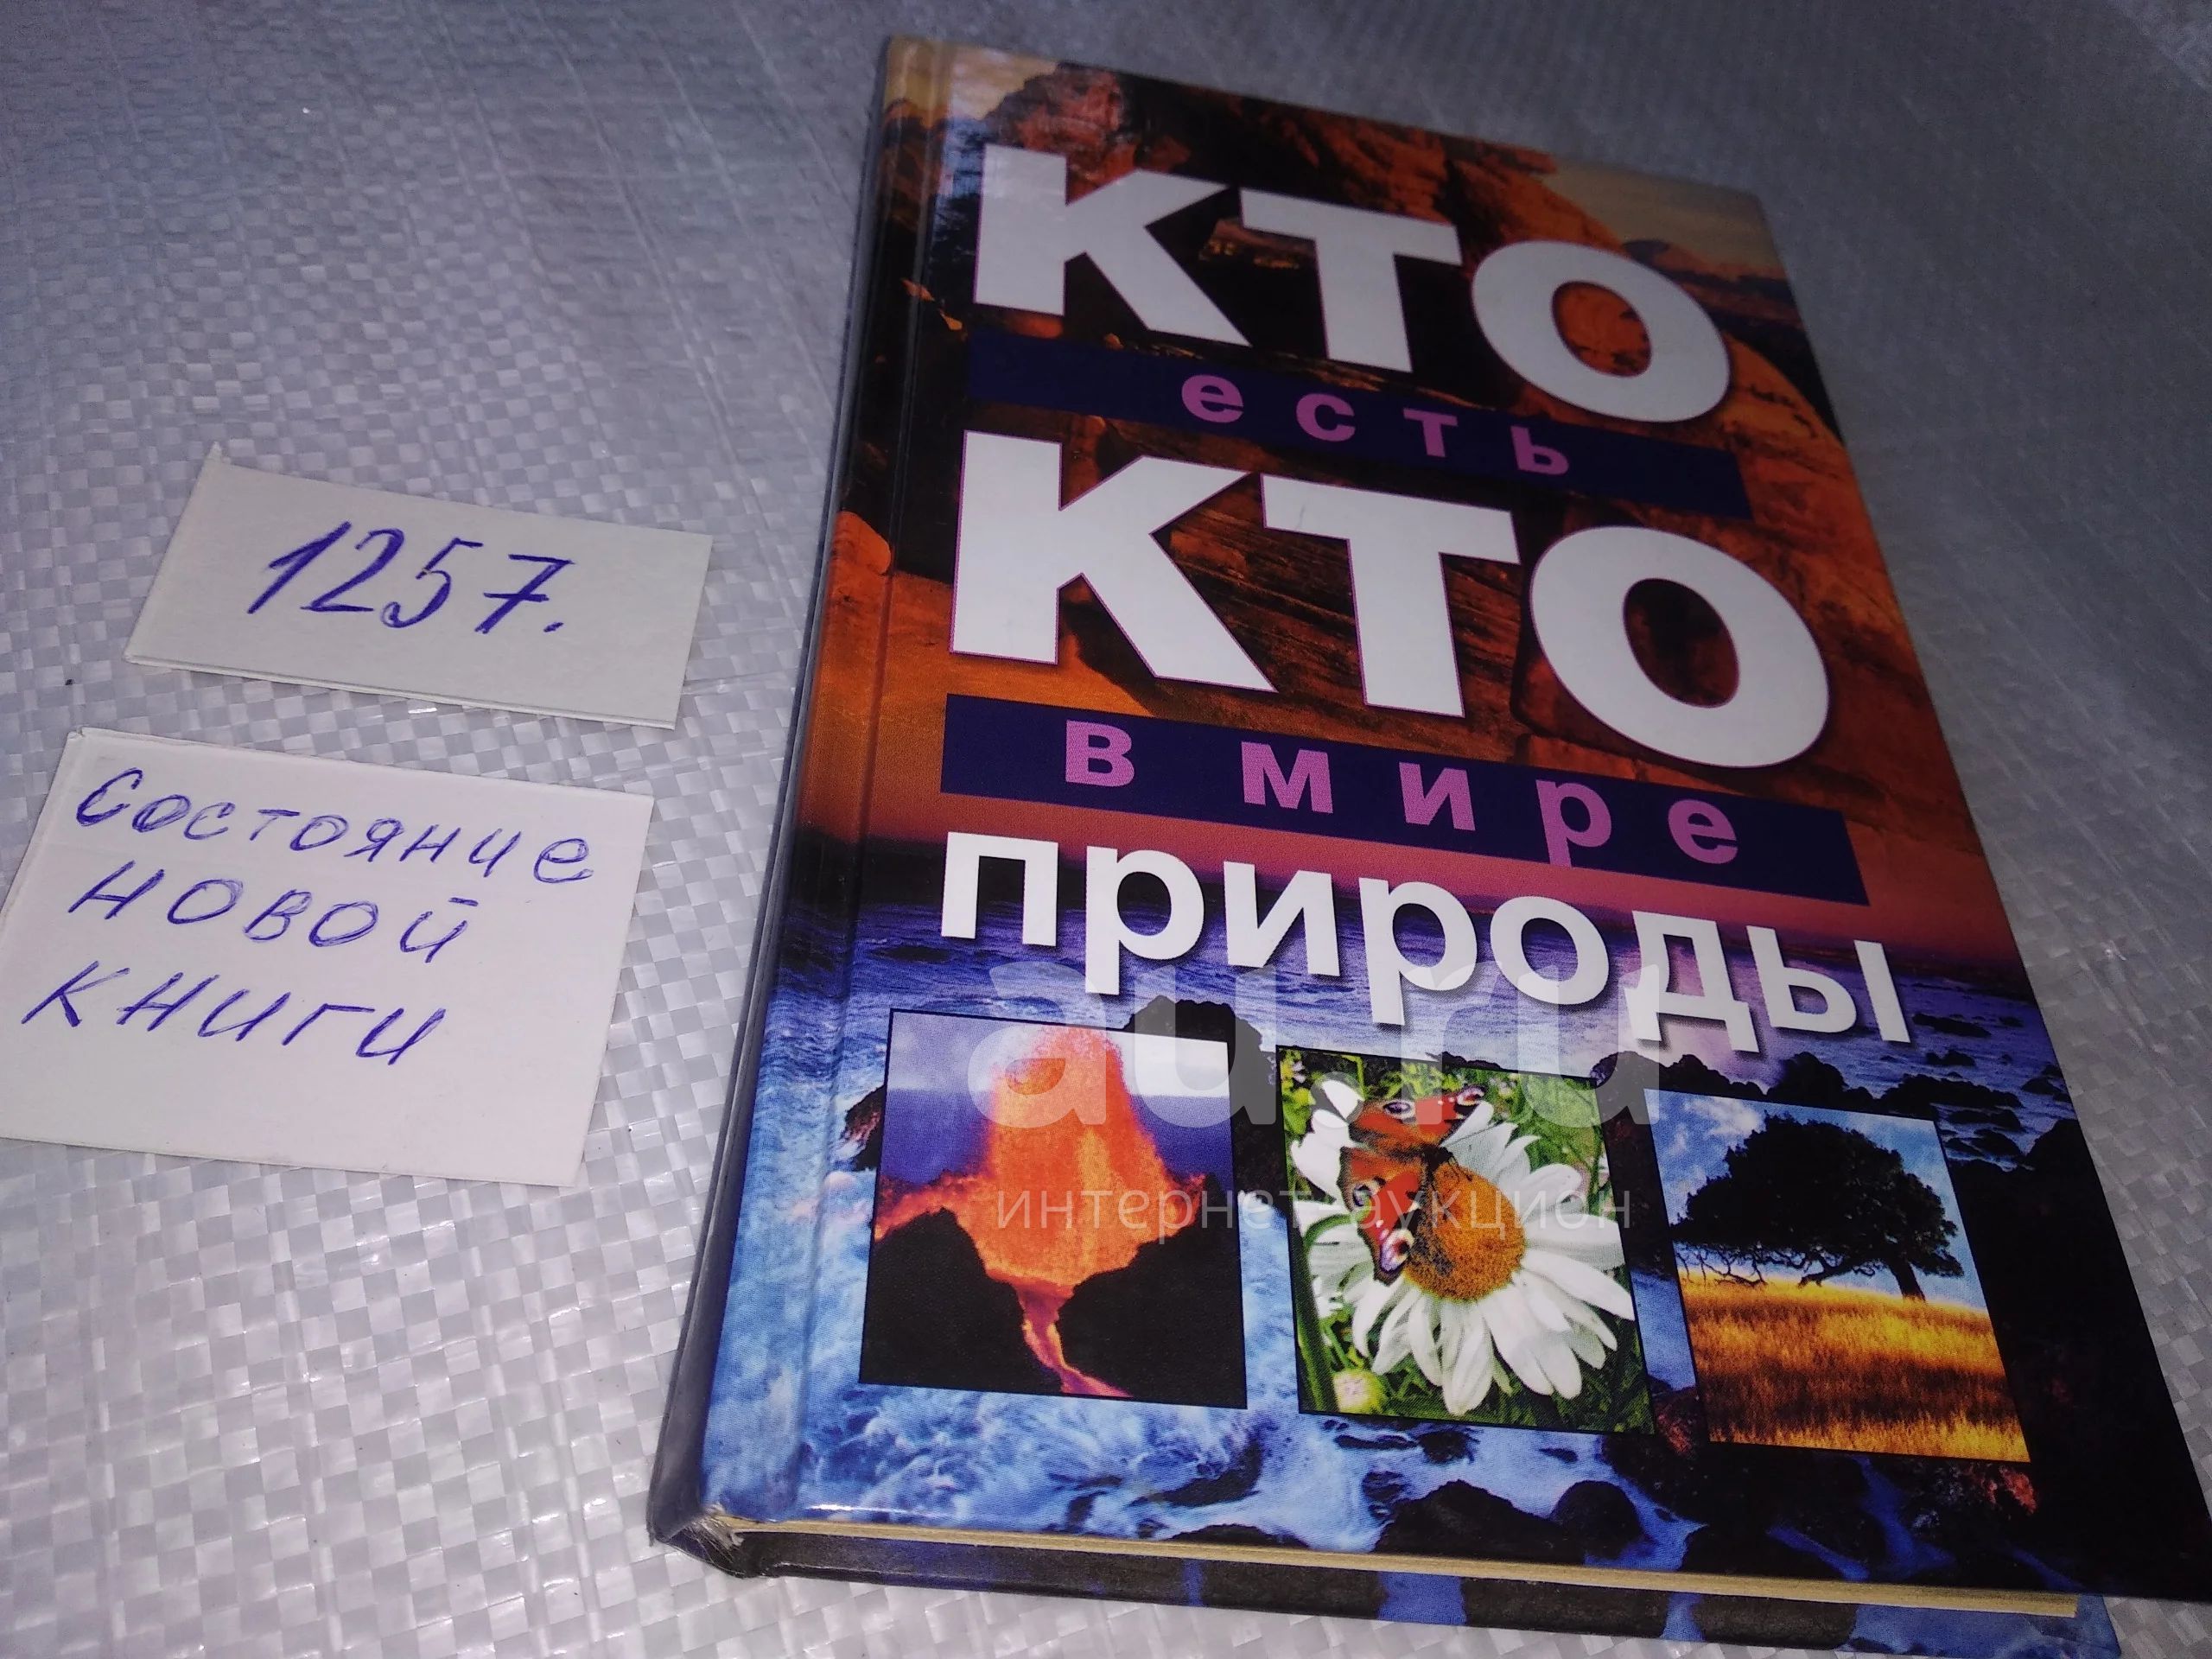 1257.
Состояние
новой
книги
кто
есть
кто
в мире
природы
au.ru
интернет аукцион